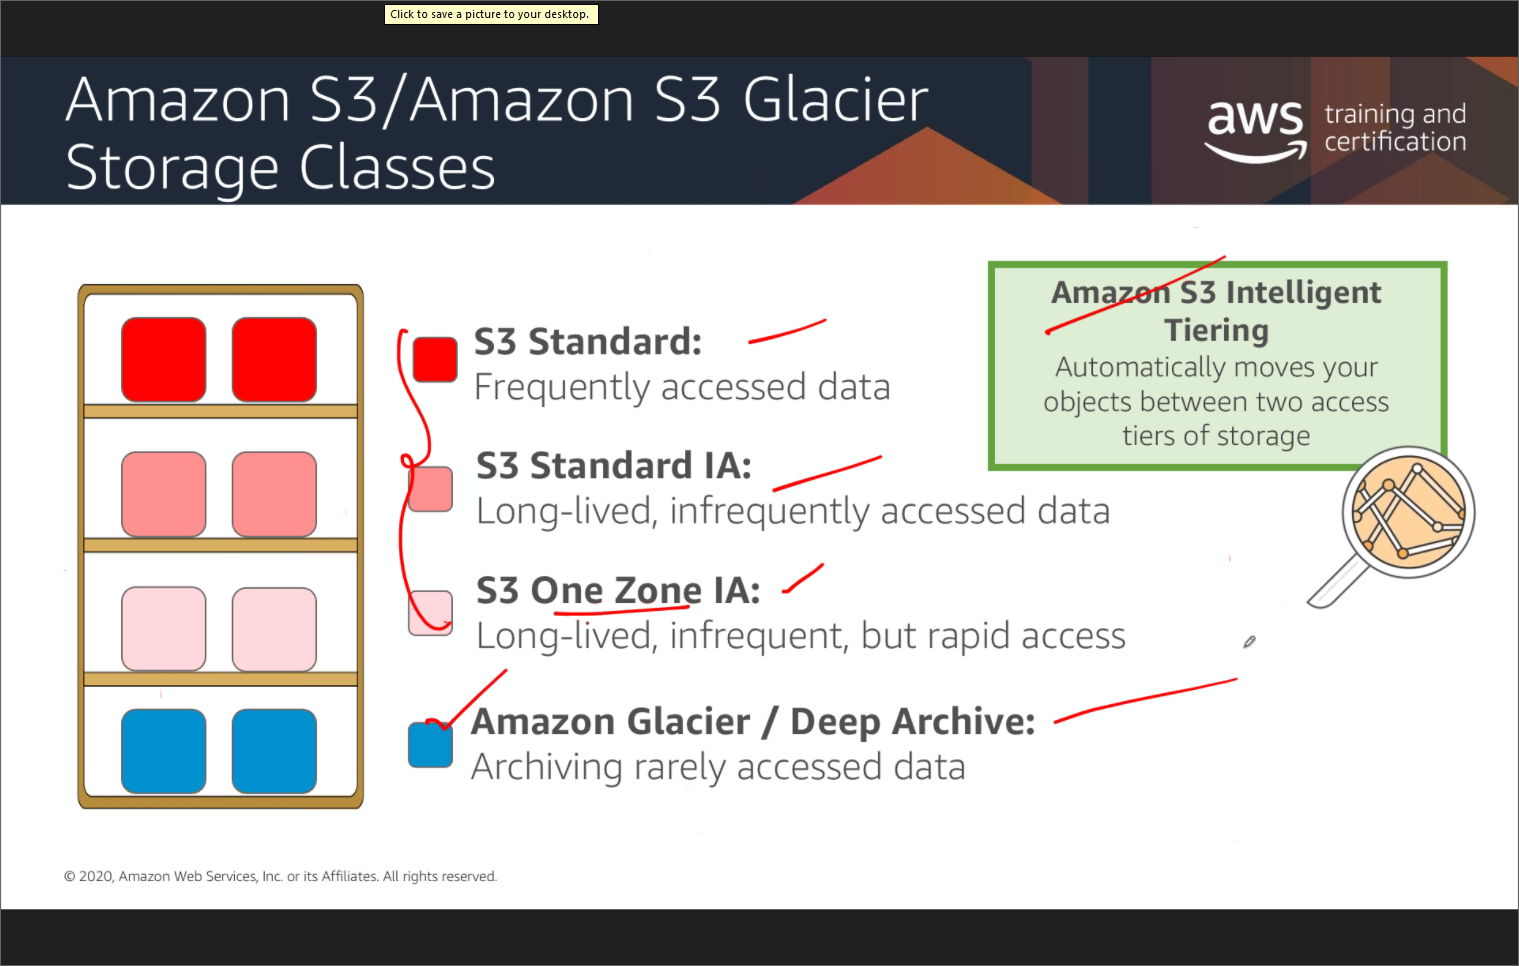 Click to save a picture to your desktop.
Amazon S3/Amazon S3 Glacier
Storage Classes
aws
training and
certification
Amazon S3 Intelligent
Tiering
Automatically moves your
objects between two access
tiers of storage
S3 Standard:
Frequently accessed data
S3 Standard IA:
Long-lived, infrequently accessed data
S3 One Zone IA:
Long-lived, infrequent, but rapid access
Amazon Glacier / Deep Archive:
Archiving rarely accessed data
© 2020, Amazon Web Services, Inc. or its Affiliates. All rights reserved.